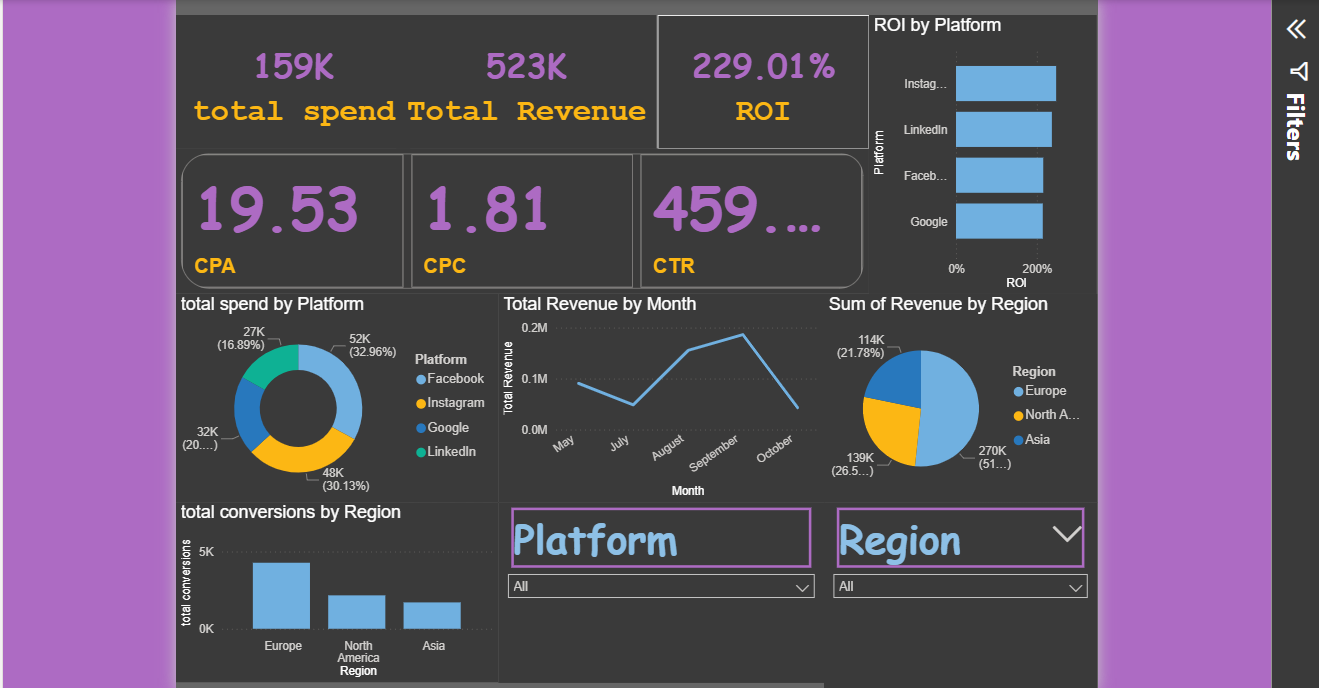 159K
total spend
523K
Total Revenue
229.01%
ROI
ROI by Platform
Platform
Instag...
LinkedIn
Faceb...
Google
0%
200%
ROI
Filters
19.53
CPA
1.81
CPC
459....
CTR
total spend by Platform
27K
(16.89%)
52K
(32.96%)
32K
(20....)
48K
(30.13%)
Platform
Facebook
Instagram
Google
LinkedIn
Total Revenue by Month
Total Revenue
0.2M
0.1M
0.0M
May
July
August
September
October
Month
Sum of Revenue by Region
114K
(21.78%)
139K
(26.5...)
270K
(51...)
Region
Europe
North A...
Asia
total conversions by Region
total conversions
5K
0K
Europe
North
America
Asia
Region
Platform
All
Region
All